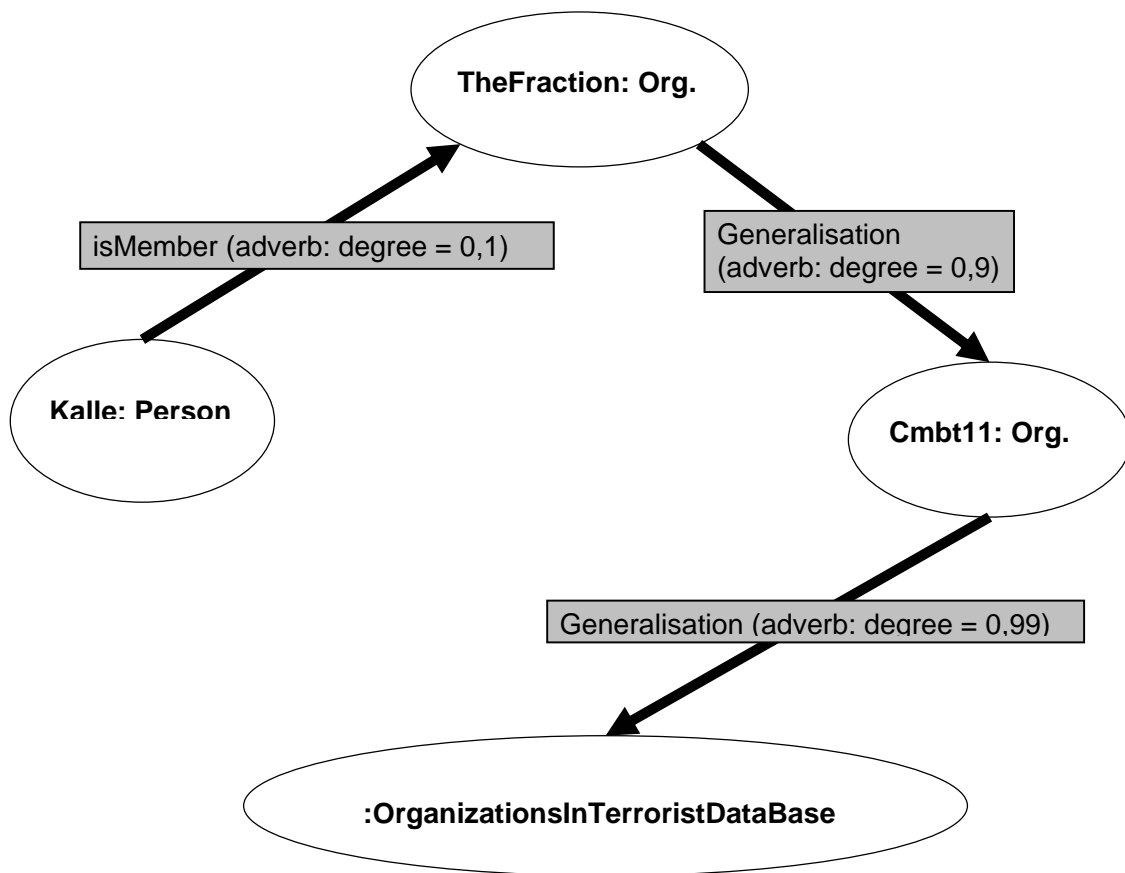 TheFraction: Org.
isMember (adverb: degree = 0,1)
Generalisation
(adverb: degree = 0,9)
Kalle: Person
Cmbt11: Org.
Generalisation (adverb: degree = 0,99)
:OrganizationsInTerroristDataBase